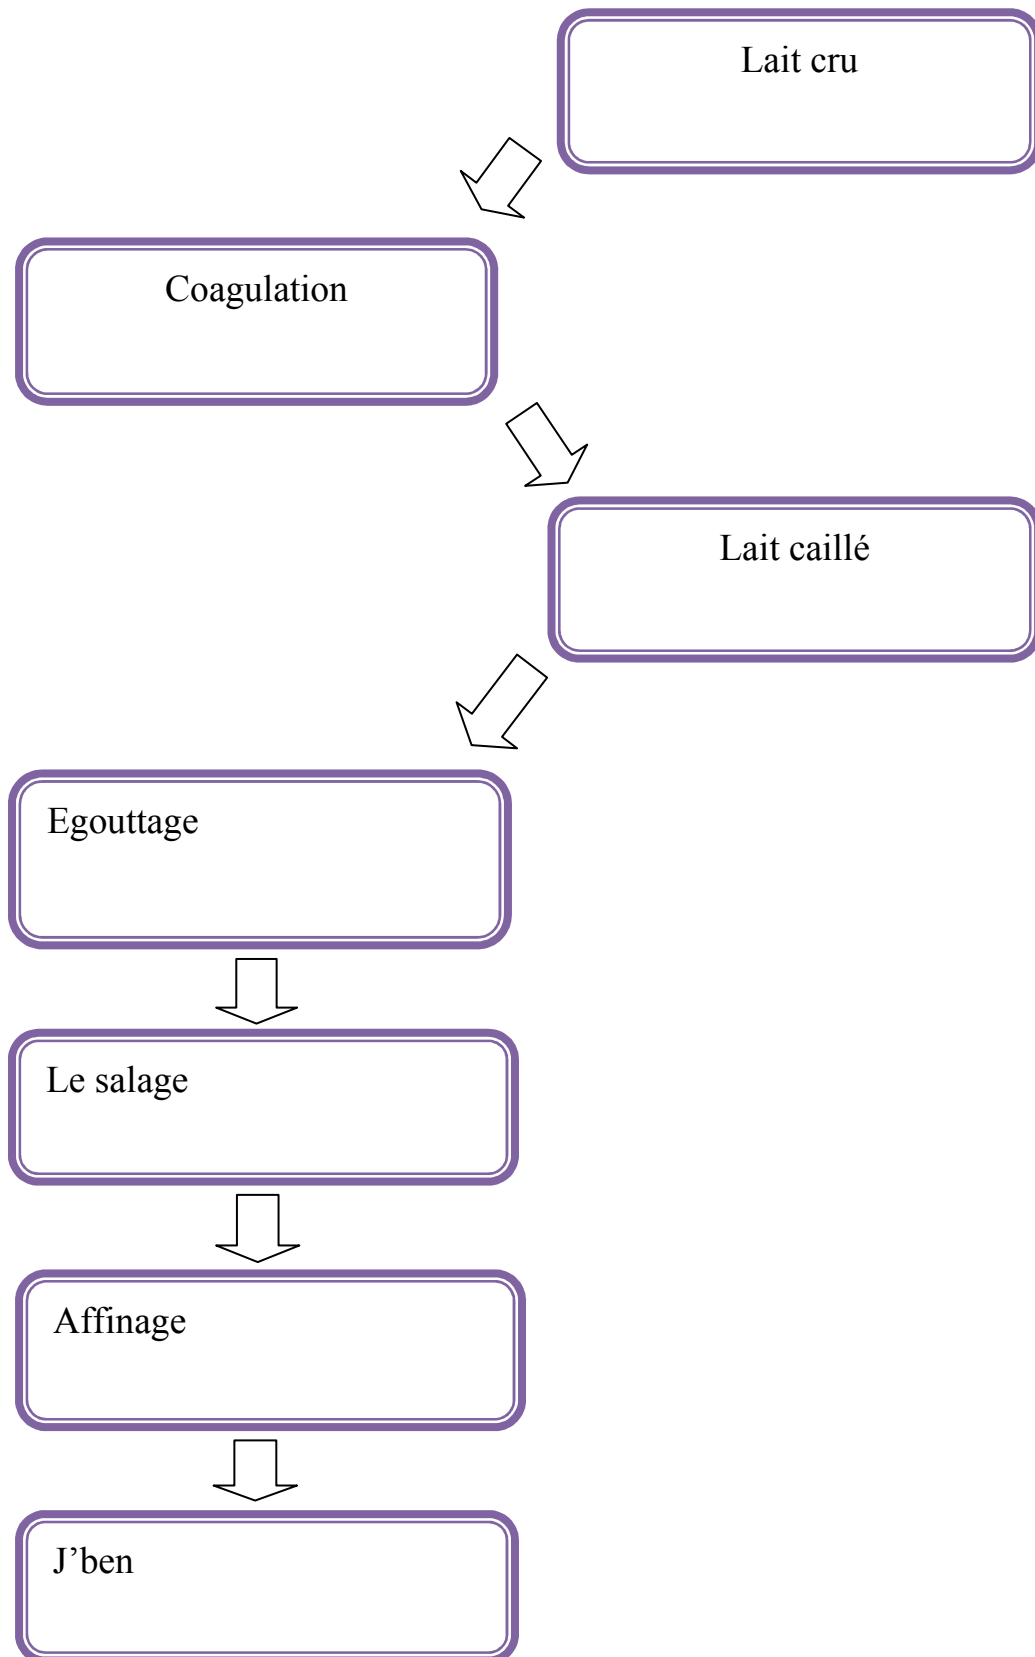 Lait cru
Coagulation
Lait caillé
Egouttage
Le salage
Affinage
J’ben